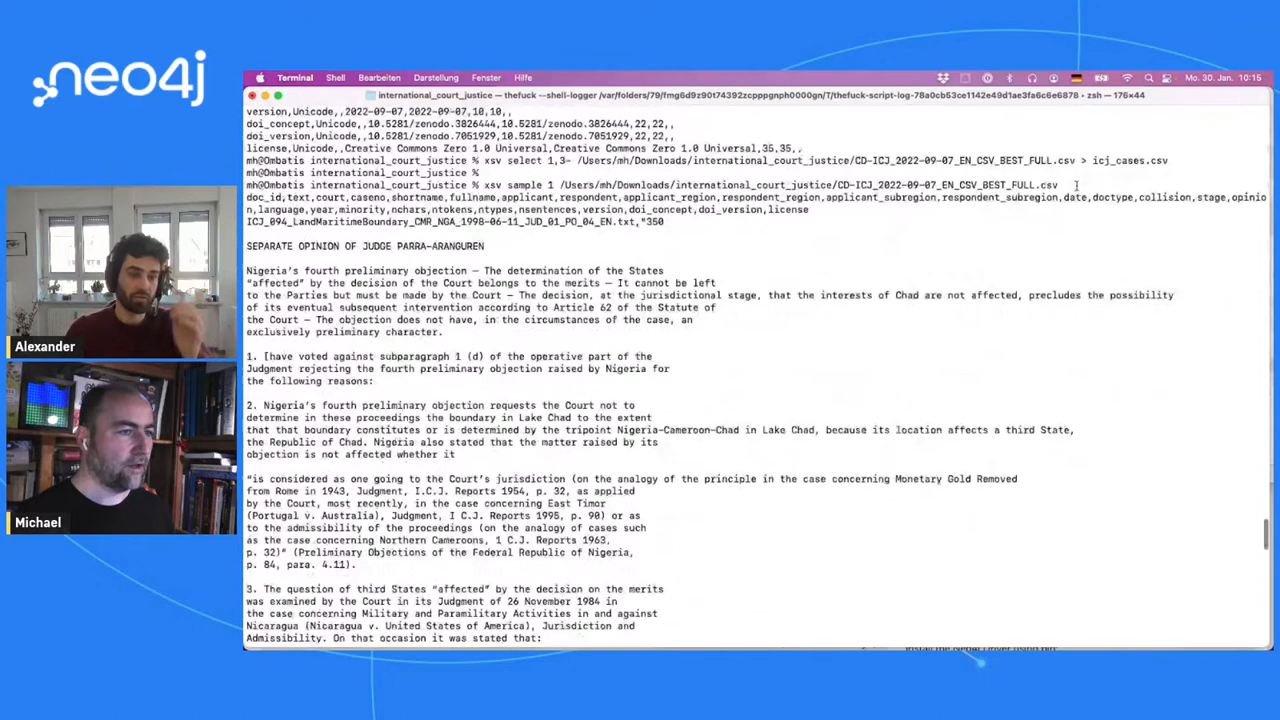 neo4j
Terminal Shell Bearbeiten Darstellung Fenster Hilfe Mo. 30. Jan. 10:15
international_court_justice — thefuck --shell-logger /var/folders/79/fmg6d9z90t74392zcpppgnph0000gn/T/thefuck-script-log-78a0cb53ce1142e49d1ae3fa6c6e6878 • zsh — 176×44
version,Unicode,,2022-09-07,2022-09-07,10,10,,
doi_concept,Unicode,,10.5281/zenodo.3826444,10.5281/zenodo.3826444,22,22,,
doi_version,Unicode,,10.5281/zenodo.7051929,10.5281/zenodo.7051929,22,22,,
license,Unicode,,Creative Commons Zero 1.0 Universal,Creative Commons Zero 1.0 Universal,35,35,,
mh@Ombatis international_court_justice % xsv select 1,3- /Users/mh/Downloads/international_court_justice/CD-ICJ_2022-09-07_EN_CSV_BEST_FULL.csv > icj_cases.csv
mh@Ombatis international_court_justice %
mh@Ombatis international_court_justice % xsv sample 1 /Users/mh/Downloads/international_court_justice/CD-ICJ_2022-09-07_EN_CSV_BEST_FULL.csv
doc_id,text,court,caseno,shortname,fullname,applicant,respondent,applicant_region,respondent_region,applicant_subregion,respondent_subregion,date,doctype,collision,stage,opinio
n,language,year,minority,nchars,ntokens,ntypes,nsentences,version,doi_concept,doi_version,license
ICJ_094_LandMaritimeBoundary_CMR_NGA_1998-06-11_JUD_01_PO_04_EN.txt,"350
SEPARATE OPINION OF JUDGE PARRA-ARANGUREN
Nigeria's fourth preliminary objection — The determination of the States
"affected" by the decision of the Court belongs to the merits — It cannot be left
to the Parties but must be made by the Court — The decision, at the jurisdictional stage, that the interests of Chad are not affected, precludes the possibility
of its eventual subsequent intervention according to Article 62 of the Statute of
the Court — The objection does not have, in the circumstances of the case, an
exclusively preliminary character.
1. [have voted against subparagraph 1 (d) of the operative part of the
Judgment rejecting the fourth preliminary objection raised by Nigeria for
the following reasons:
2. Nigeria's fourth preliminary objection requests the Court not to
determine in these proceedings the boundary in Lake Chad to the extent
that that boundary constitutes or is determined by the tripoint Nigeria-Cameroon-Chad in Lake Chad, because its location affects a third State,
the Republic of Chad. Nigeria also stated that the matter raised by its
objection is not affected whether it
"is considered as one going to the Court's jurisdiction (on the analogy of the principle in the case concerning Monetary Gold Removed
from Rome in 1943, Judgment, I.C.J. Reports 1954, p. 32, as applied
by the Court, most recently, in the case concerning East Timor
(Portugal v. Australia), Judgment, I C.J. Reports 1995, p. 90) or as
to the admissibility of the proceedings (on the analogy of cases such
as the case concerning Northern Cameroons, 1 C.J. Reports 1963,
p. 32)" (Preliminary Objections of the Federal Republic of Nigeria,
p. 84, para. 4.11).
3. The question of third States "affected" by the decision on the merits
was examined by the Court in its Judgment of 26 November 1984 in
the case concerning Military and Paramilitary Activities in and against
Nicaragua (Nicaragua v. United States of America), Jurisdiction and
Admissibility. On that occasion it was stated that:
Alexander
Michael